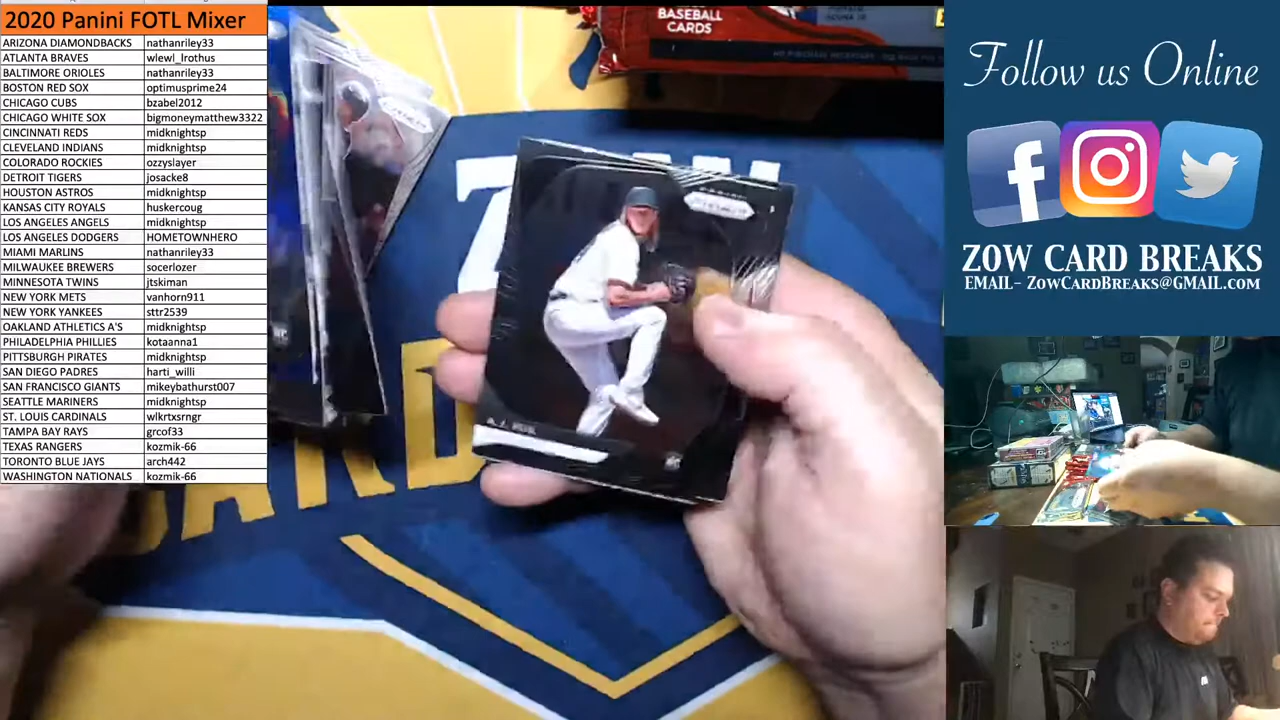 2020 Panini FOTL Mixer
ARIZONA DIAMONDBACKS nathanriley33
ATLANTA BRAVES wlewl_lrothus
BALTIMORE ORIOLES nathanriley33
BOSTON RED SOX optimusprime24
CHICAGO CUBS bzabel2012
CHICAGO WHITE SOX bigmoneymatthew3322
CINCINNATI REDS midknightsp
CLEVELAND INDIANS midknightsp
COLORADO ROCKIES ozzyslayer
DETROIT TIGERS josacke8
HOUSTON ASTROS midknightsp
KANSAS CITY ROYALS huskercoug
LOS ANGELES ANGELS midknightsp
LOS ANGELES DODGERS HOMETOWNHERO
MIAMI MARLINS nathanriley33
MILWAUKEE BREWERS socerlozer
MINNESOTA TWINS jtskiman
NEW YORK METS vanhorn911
NEW YORK YANKEES sttr2539
OAKLAND ATHLETICS A'S midknightsp
PHILADELPHIA PHILLIES kotaanna1
PITTSBURGH PIRATES midknightsp
SAN DIEGO PADRES harti_willi
SAN FRANCISCO GIANTS mikeybathurst007
SEATTLE MARINERS midknightsp
ST. LOUIS CARDINALS wlkrtxsrngr
TAMPA BAY RAYS grcof33
TEXAS RANGERS kozmik-66
TORONTO BLUE JAYS arch442
WASHINGTON NATIONALS kozmik-66
BASEBALL
CARDS
Follow us Online
ZOW CARD BREAKS
EMAIL- ZowCardBreaks@GMAIL.com